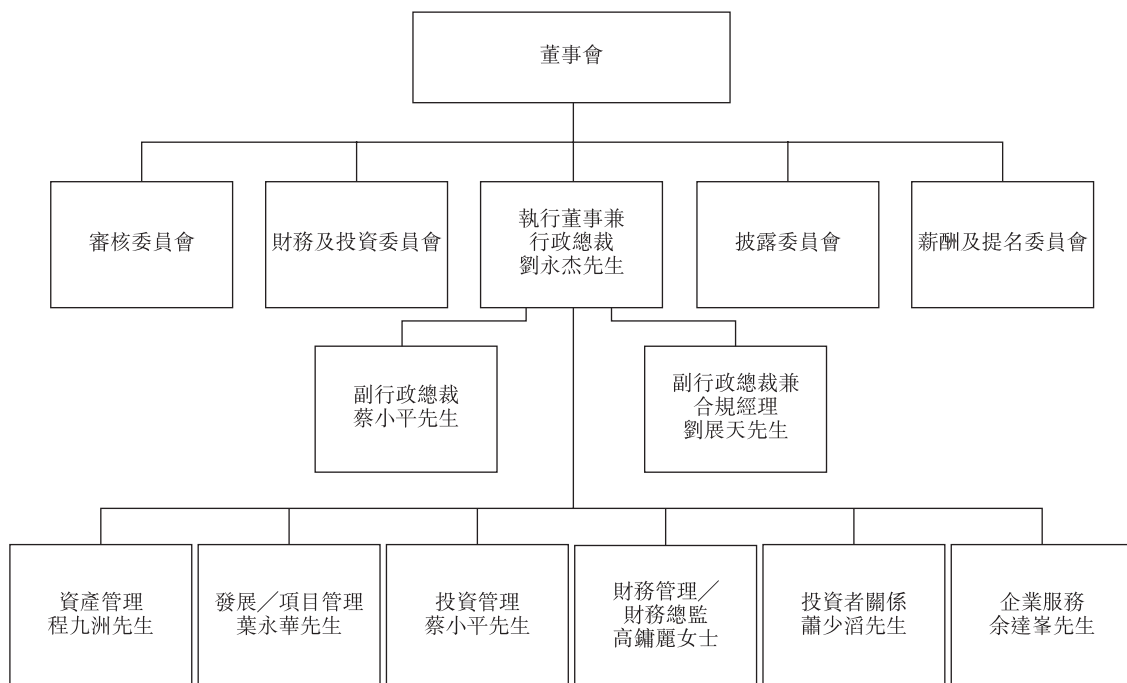 董事會
審核委員會
財務及投資委員會
執行董事兼
行政總裁
劉永杰先生
披露委員會
薪酬及提名委員會
副行政總裁
蔡小平先生
副行政總裁兼
合規經理
劉展天先生
資產管理
程九洲先生
發展／項目管理
葉永華先生
投資管理
蔡小平先生
財務管理／
財務總監
高鏞麗女士
投資者關係
蕭少滔先生
企業服務
余達峯先生